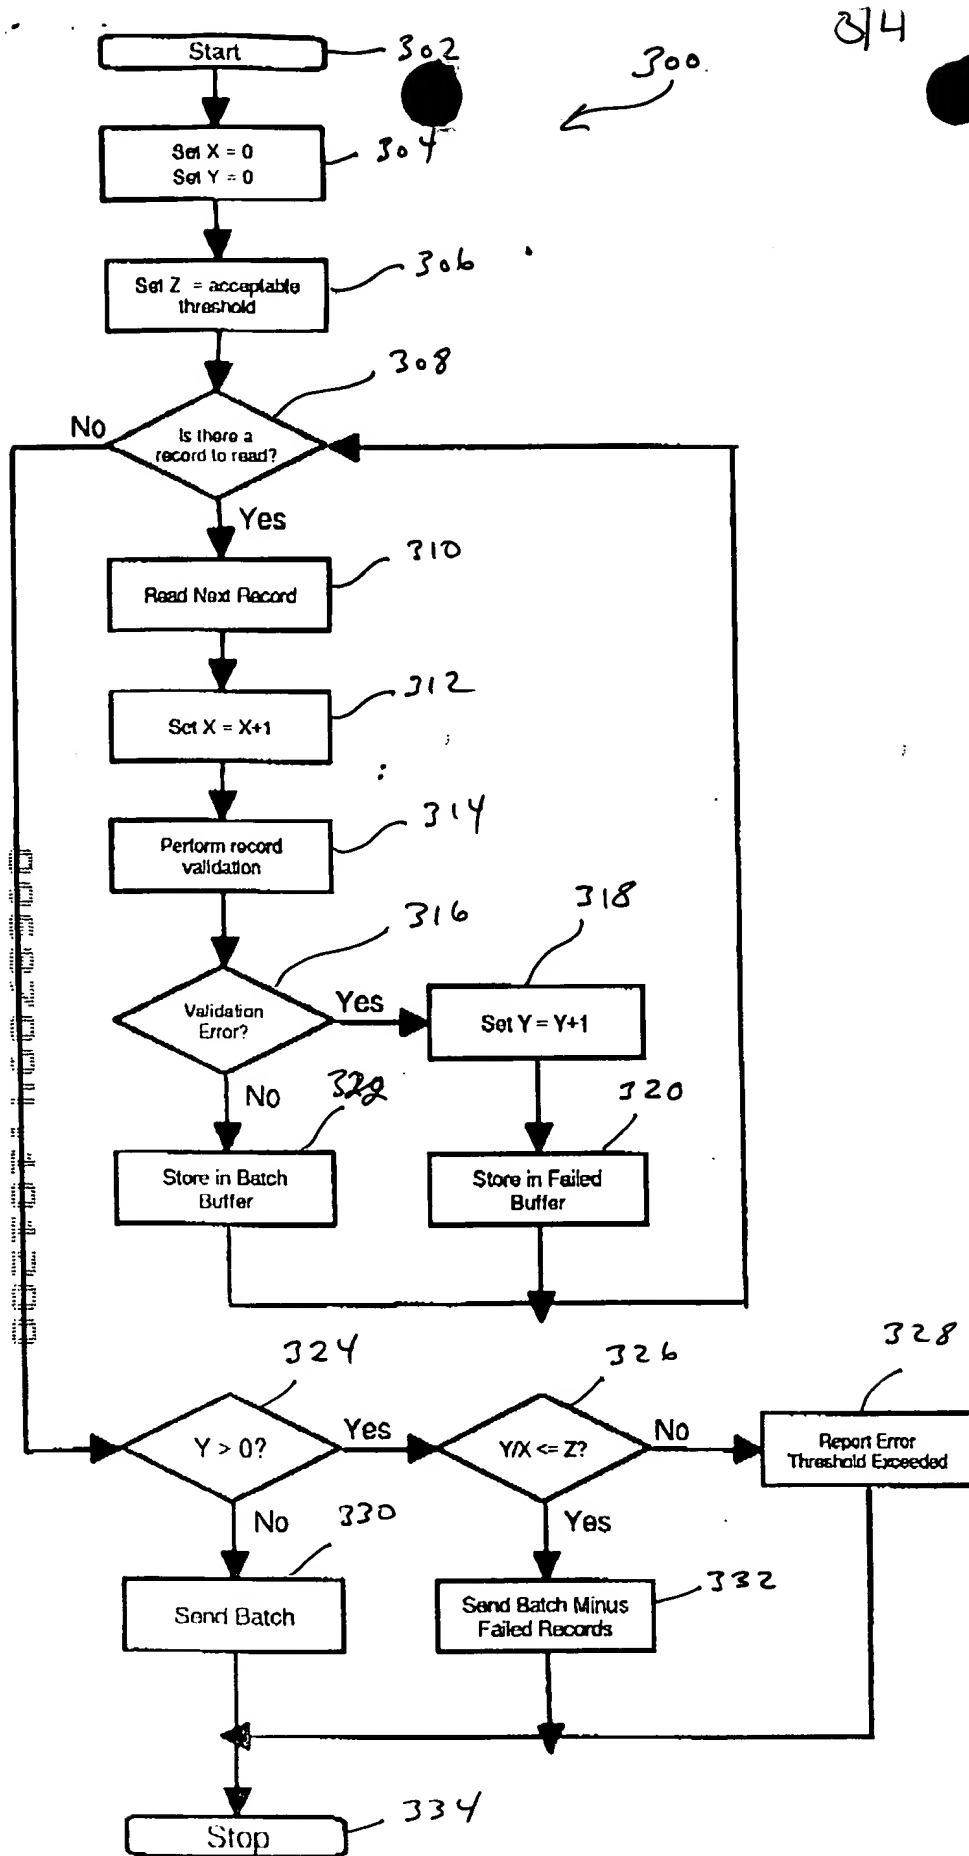 3/4
Start
302
300
Set X = 0
Set Y = 0
304
Set Z = acceptable
threshold
306
308
No
Is there a
record to read?
Yes
310
Read Next Record
312
Set X = X+1
314
Perform record
validation
316
318
Validation
Error?
Yes
Set Y = Y+1
No
322
320
Store in Batch
Buffer
Store in Failed
Buffer
324
326
328
Y > 0?
Yes
Y/X <= Z?
No
Report Error
Threshold Exceeded
No
330
Yes
332
Send Batch
Send Batch Minus
Failed Records
334
Stop